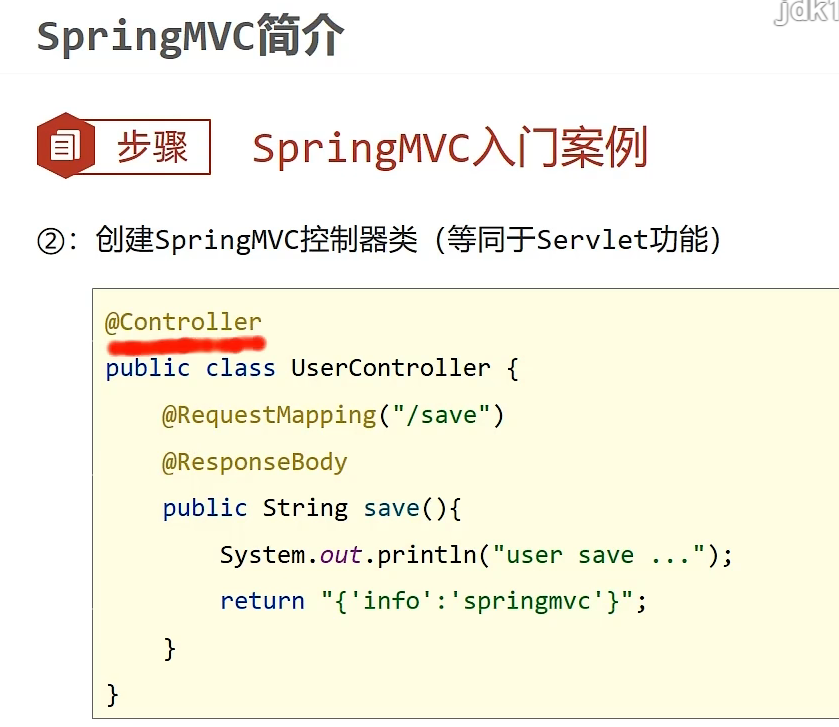 SpringMVC简介
jdk1
步骤
SpringMVC入门案例
②：创建SpringMVC控制器类（等同于Servlet功能）
@Controller
public class UserController {
    @RequestMapping("/save")
    @ResponseBody
    public String save(){
        System.out.println("user save ...");
        return "{'info':'springmvc'}";
    }
}